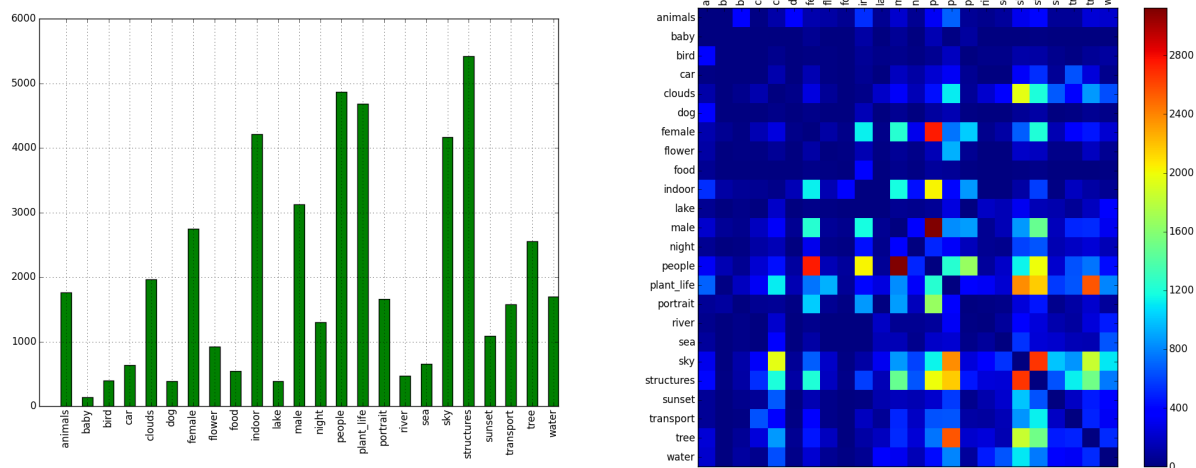 6000
5000
4000
3000
2000
1000
0
animals
baby
bird
car
clouds
dog
female
flower
food
indoor
lake
male
night
people
plant_life
portrait
river
sea
sky
structures
sunset
transport
tree
water
animals
baby
bird
car
clouds
dog
female
flower
food
indoor
lake
male
night
people
plant_life
portrait
river
sea
sky
structures
sunset
transport
tree
water
2800
2400
2000
1600
1200
800
400
0